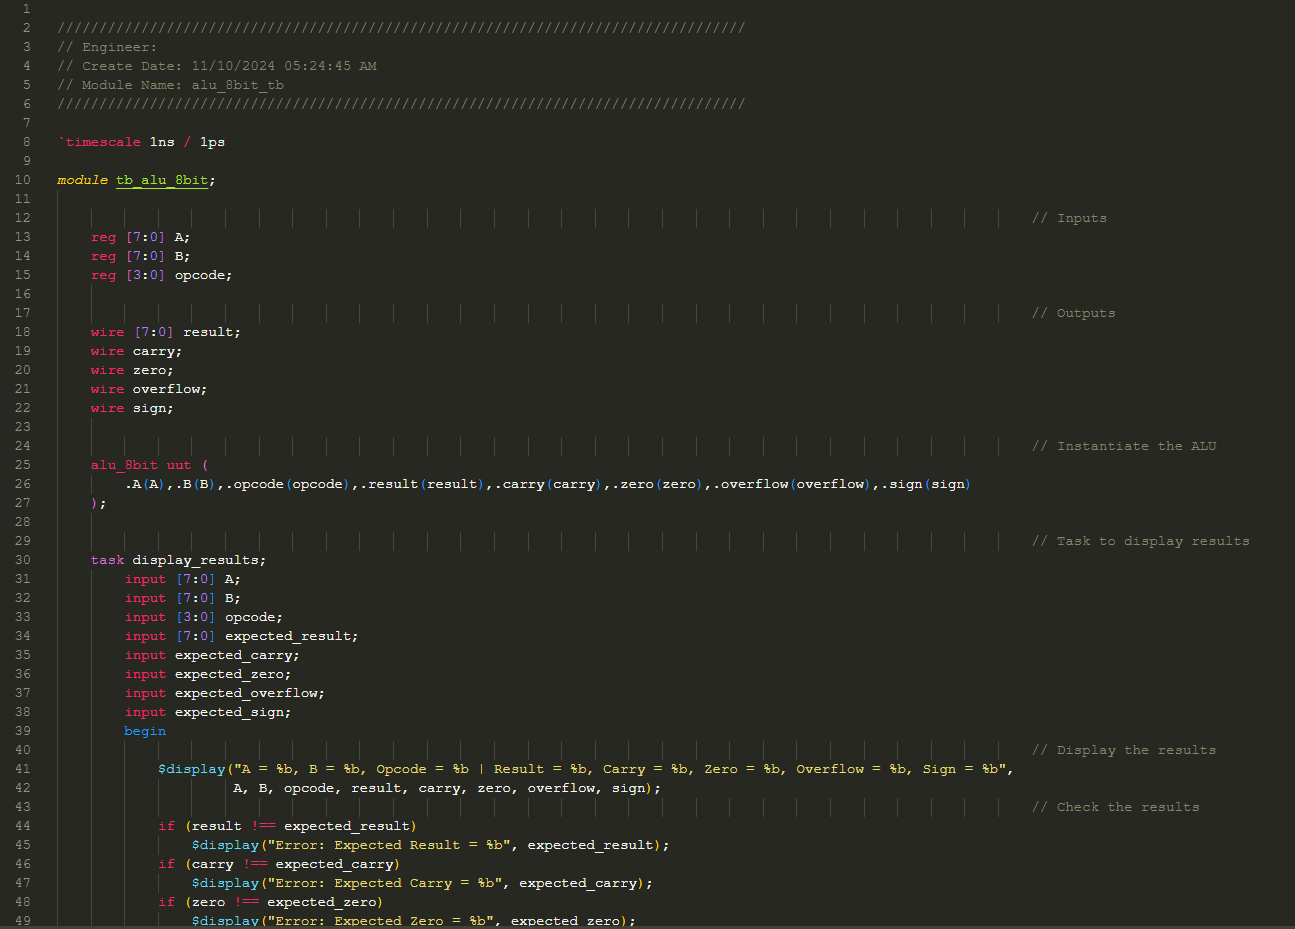 1
2 ///////////////////////////////////////////////////////////////////////////////////
3 // Engineer:
4 // Create Date: 11/10/2024 05:24:45 AM
5 // Module Name: alu_8bit_tb
6 ///////////////////////////////////////////////////////////////////////////////////
7
8 `timescale 1ns / 1ps
9
10 module tb_alu_8bit;
11
12 // Inputs
13 reg [7:0] A;
14 reg [7:0] B;
15 reg [3:0] opcode;
16
17 // Outputs
18 wire [7:0] result;
19 wire carry;
20 wire zero;
21 wire overflow;
22 wire sign;
23
24 // Instantiate the ALU
25 alu_8bit uut (
26 .A(A),.B(B),.opcode(opcode),.result(result),.carry(carry),.zero(zero),.overflow(overflow),.sign(sign)
27 );
28
29 // Task to display results
30 task display_results;
31 input [7:0] A;
32 input [7:0] B;
33 input [3:0] opcode;
34 input [7:0] expected_result;
35 input expected_carry;
36 input expected_zero;
37 input expected_overflow;
38 input expected_sign;
39 begin
40 // Display the results
41 $display("A = %b, B = %b, Opcode = %b | Result = %b, Carry = %b, Zero = %b, Overflow = %b, Sign = %b",
42 A, B, opcode, result, carry, zero, overflow, sign);
43 // Check the results
44 if (result !== expected_result)
45 $display("Error: Expected Result = %b", expected_result);
46 if (carry !== expected_carry)
47 $display("Error: Expected Carry = %b", expected_carry);
48 if (zero !== expected_zero)
49 $display("Error: Expected Zero = %b", expected_zero);